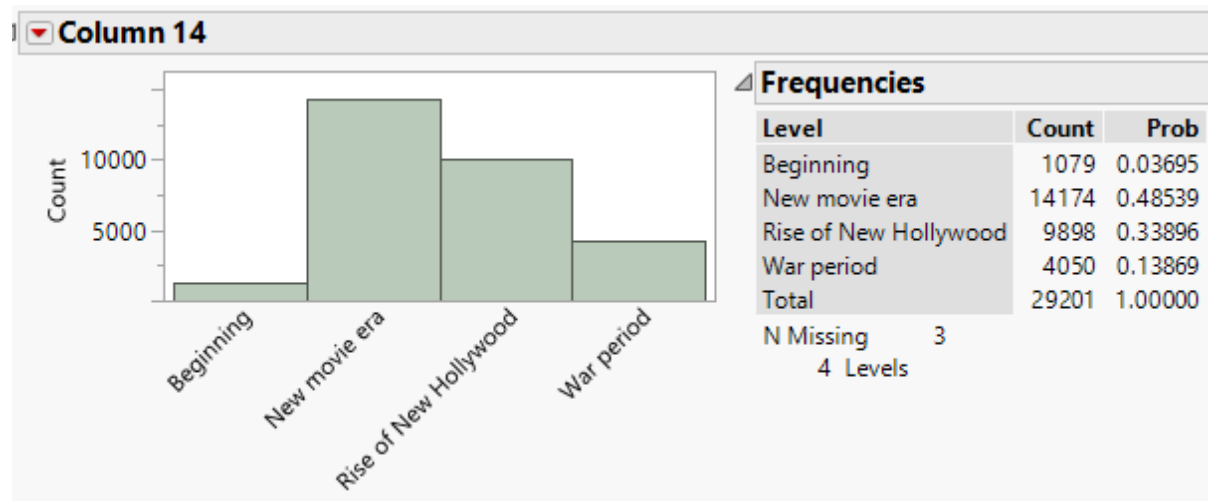 Column 14
Count
10000
5000
Beginning
New movie era
Rise of New Hollywood
War period
Frequencies
Level Count Prob
Beginning 1079 0.03695
New movie era 14174 0.48539
Rise of New Hollywood 9898 0.33896
War period 4050 0.13869
Total 29201 1.00000
N Missing 3
4 Levels